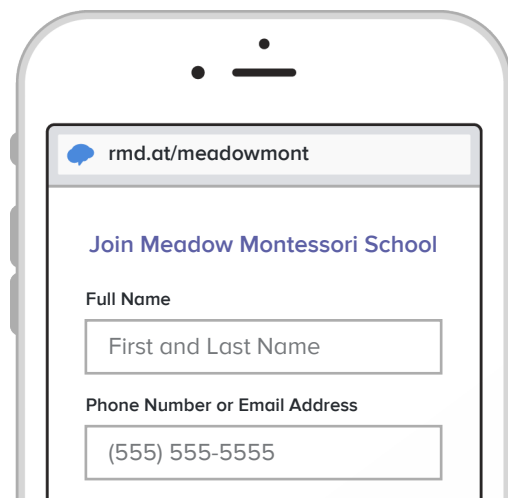 rmd.at/meadowmont
Join Meadow Montessori School
Full Name
First and Last Name
Phone Number or Email Address
(555) 555-5555